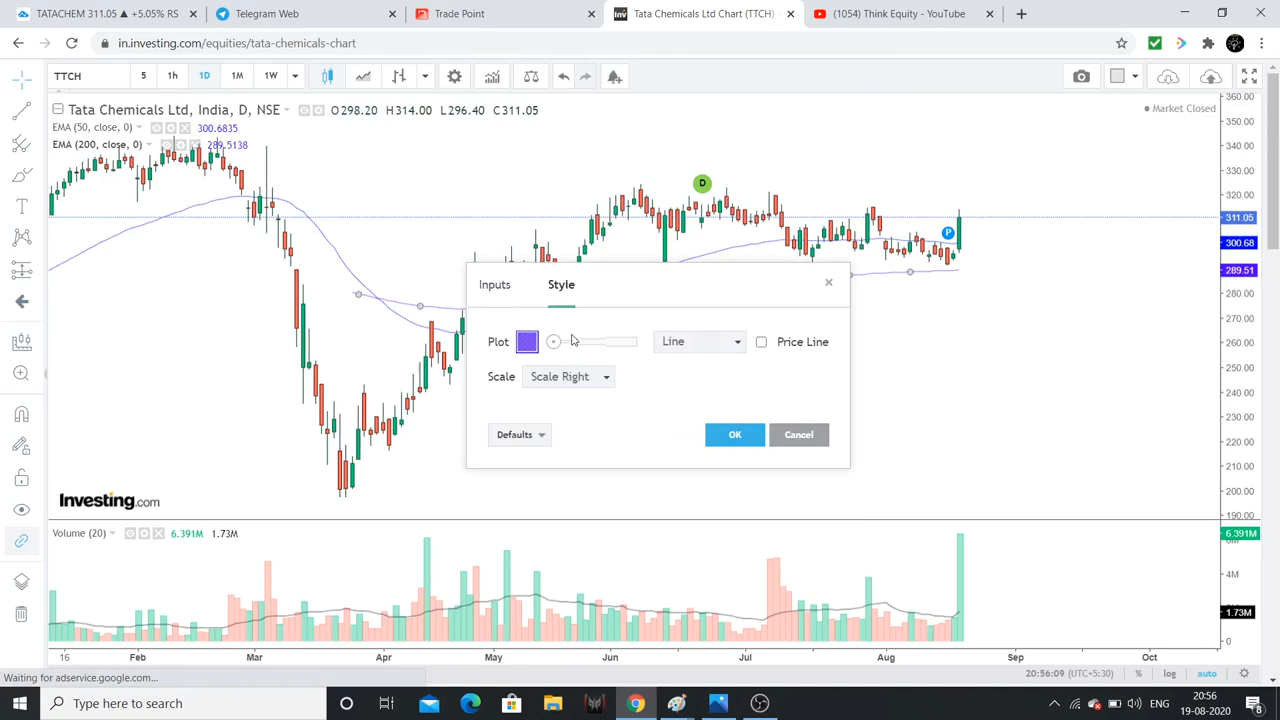 TATACHEM 311.05 ▲ +5.05% RS
Telegram Web
Trade Point
Tata Chemicals Ltd Chart (TTCH)
(1054) Think Equity - YouTube
in.investing.com/equities/tata-chemicals-chart
TTCH 5 1h 1D 1M 1W
Tata Chemicals Ltd, India, D, NSE O298.20 H314.00 L296.40 C311.05
Market Closed
EMA (50, close, 0) 300.6835
EMA (200, close, 0) 289.5138
D
P
360.00
350.00
340.00
330.00
320.00
311.05
300.68
289.51
280.00
270.00
260.00
250.00
240.00
230.00
220.00
210.00
200.00
190.00
Inputs Style
Plot Line Price Line
Scale Scale Right
Defaults OK Cancel
Investing.com
Volume (20) 6.391M 1.73M
6.391M
4M
1.73M
0
16 Feb Mar Apr May Jun Jul Aug Sep Oct
Waiting for adservice.google.com...
20:56:09 (UTC+5:30) % log auto
Type here to search
ENG
20:56
19-08-2020
8